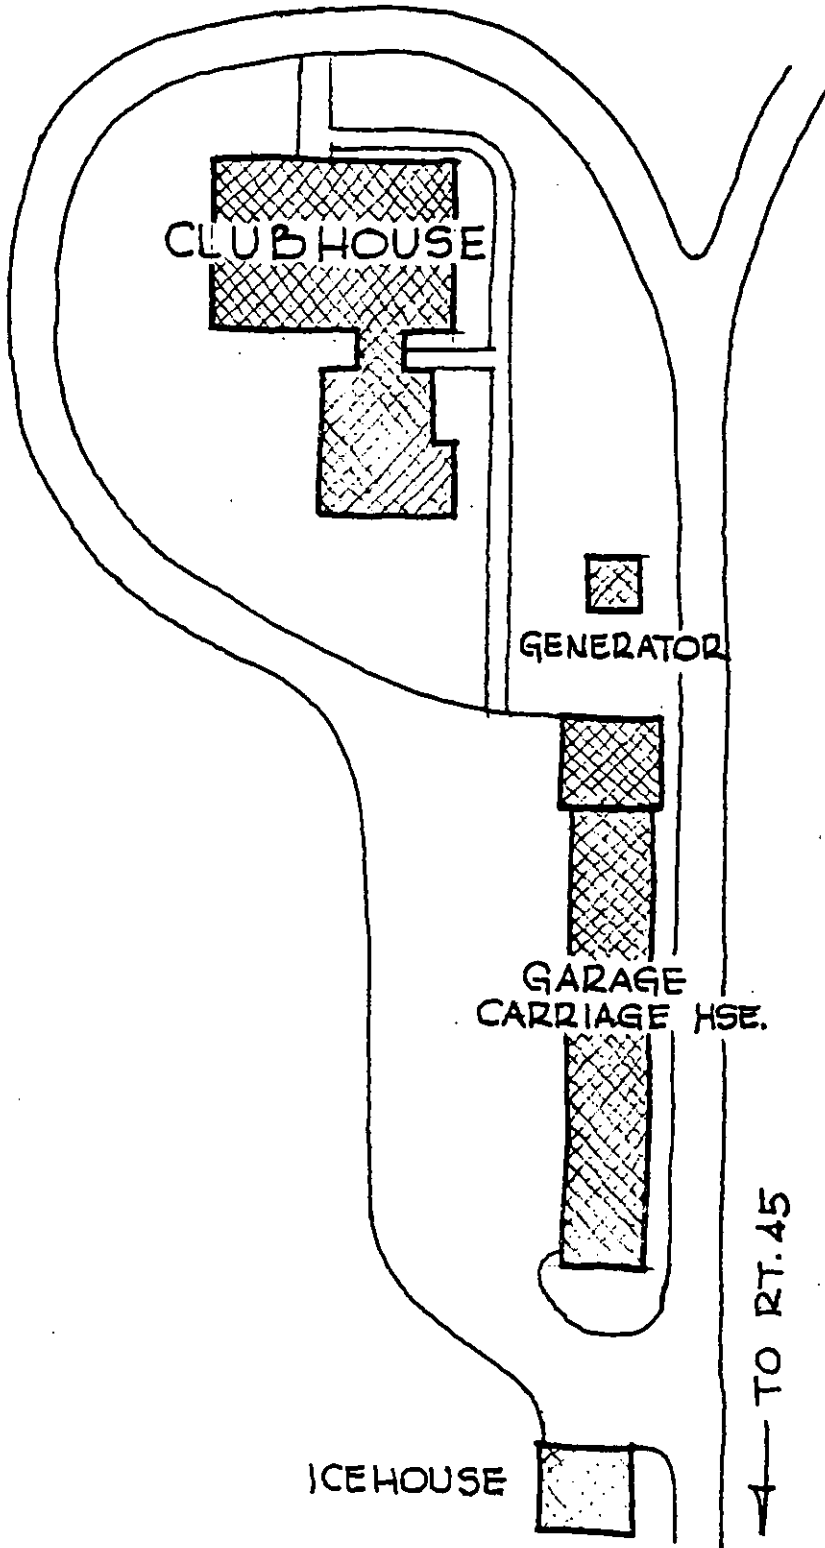 CLUBHOUSE
GENERATOR
GARAGE
CARRIAGE HSE.
TO RT. 45
ICEHOUSE